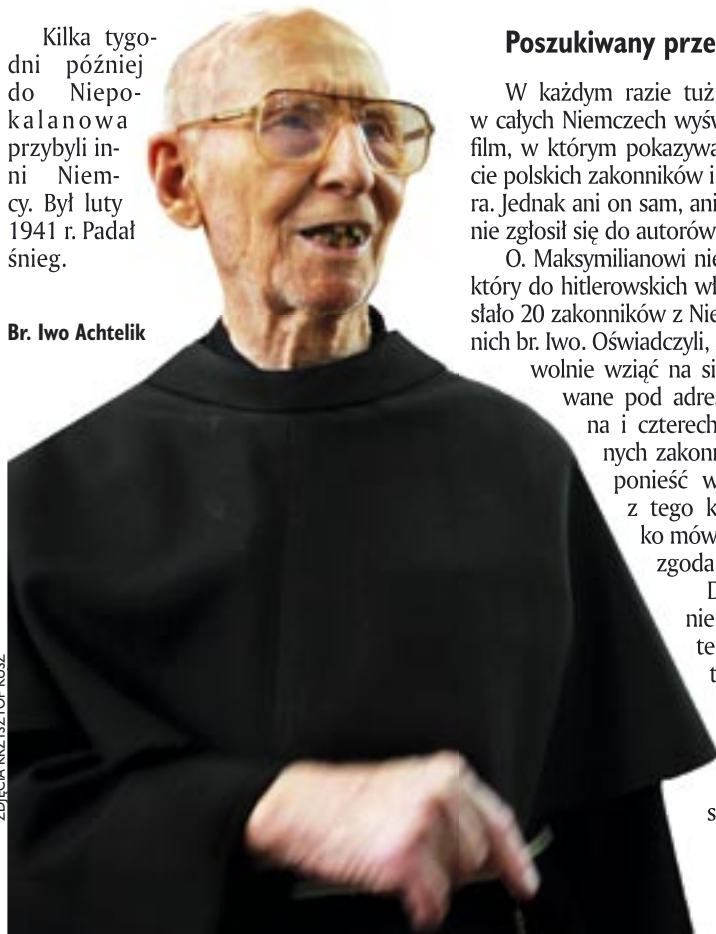 Kilka tygo-
dni później
do Niepo-
kalanowa
przybyli in-
ni Niem-
cy. Był luty
1941 r. Padał
śnieg.
Br. Iwo Achtelik
ZDJĘCIA KRZYSZTOF KUSZ
Poszukiwany prze
W każdym razie tuż
w całych Niemczech wyśw
film, w którym pokazywa
cie polskich zakonników i
ra. Jednak ani on sam, ani
nie zgłosił się do autorów
O. Maksymilianowi nie
który do hitlerowskich wł
słało 20 zakonników z Nie
nich br. Iwo. Oświadczyli,
wolnie wziąć na si
wane pod adres
na i czterech
nych zakonn
ponieść w
z tego k
ko mów
zgoda
D
nie
te
t
s